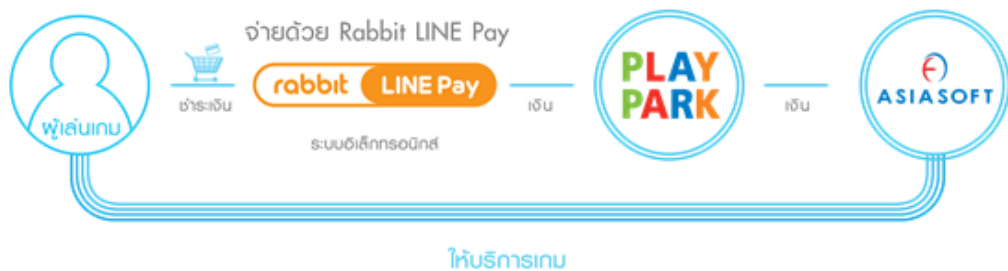 จ่ายด้วย Rabbit LINE Pay
ผู้เล่นเกม
ชำระเงิน
rabbit LINE Pay
ระบบอิเล็กทรอนิกส์
เงิน
PLAY
PARK
เงิน
ASIASOFT
ให้บริการเกม